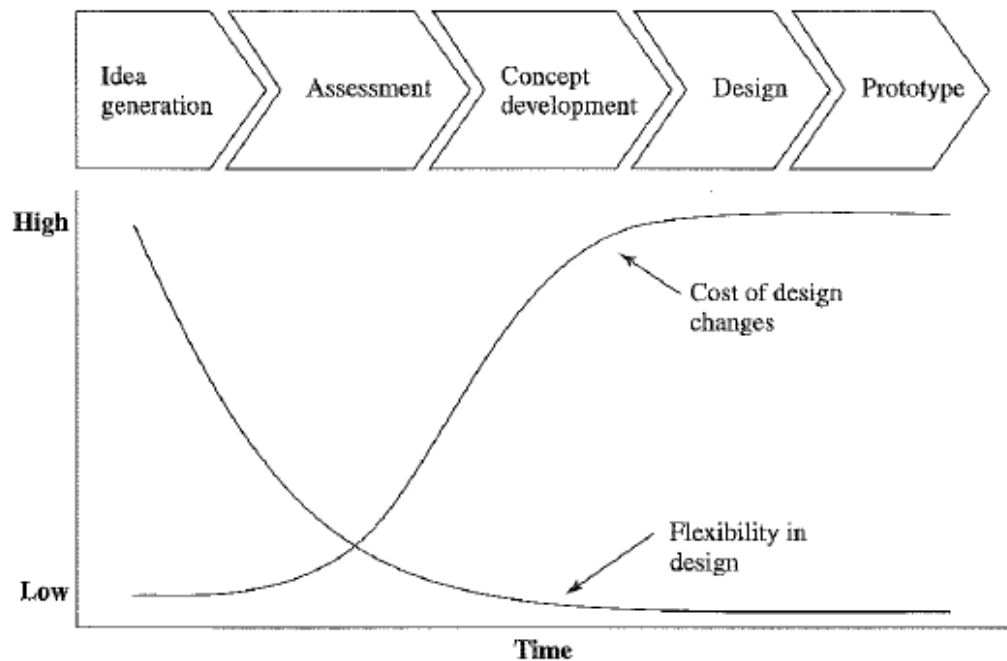 Idea
generation
Assessment
Concept
development
Design
Prototype
High
Cost of design
changes
Flexibility in
design
Low
Time